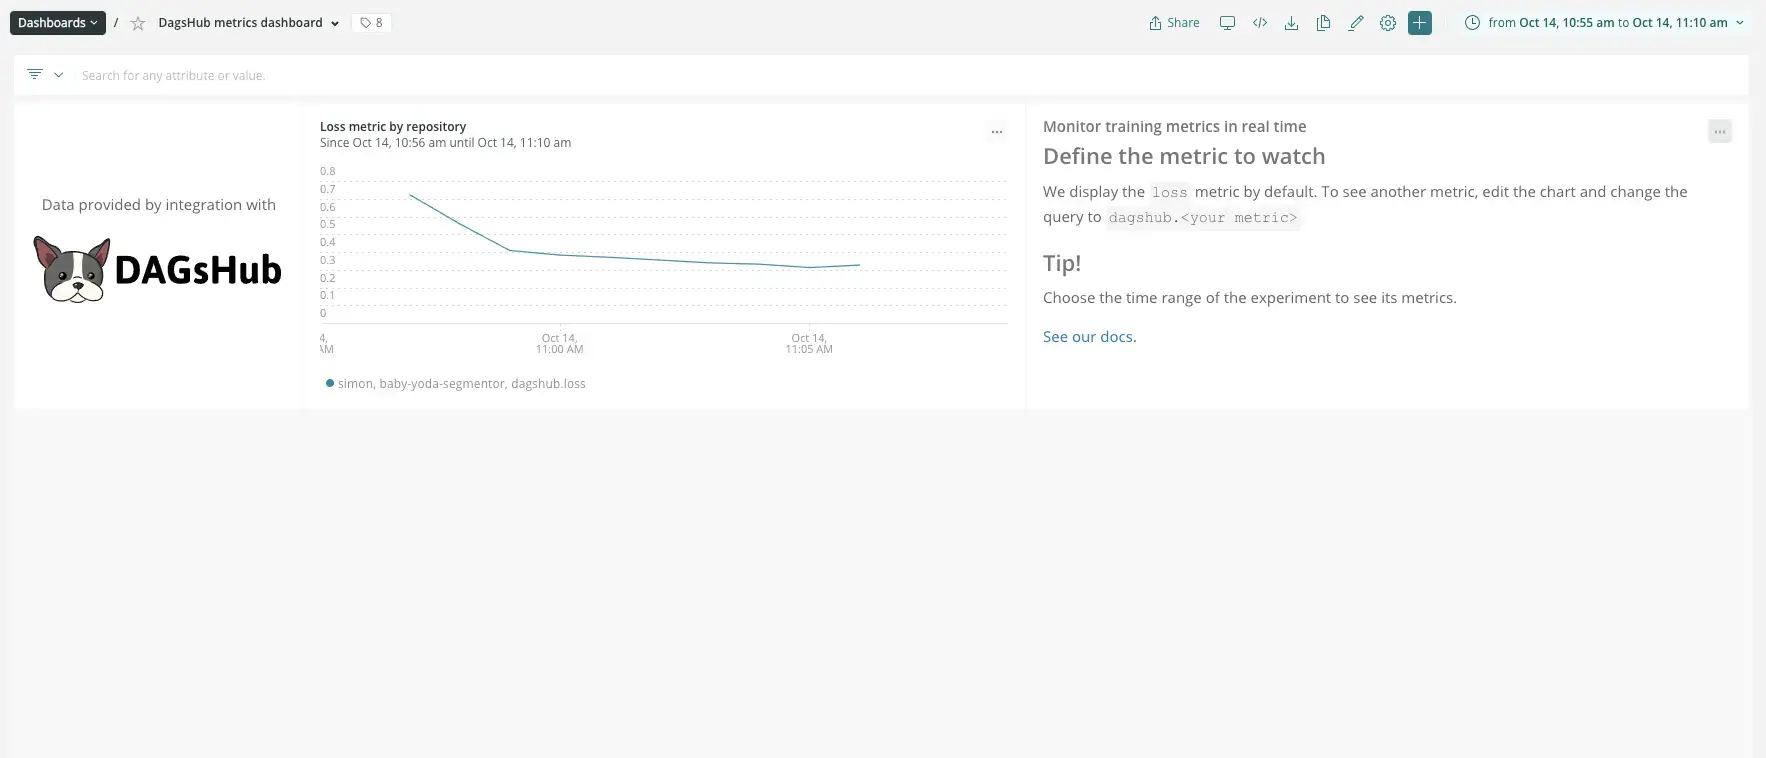 Dashboards / DagsHub metrics dashboard 8 Share from Oct 14, 10:55 am to Oct 14, 11:10 am
Search for any attribute or value.
Data provided by integration with
DAGsHub
Loss metric by repository
Since Oct 14, 10:56 am until Oct 14, 11:10 am
0.8
0.7
0.6
0.5
0.4
0.3
0.2
0.1
0
4, Oct 14, Oct 14,
AM 11:00 AM 11:05 AM
simon, baby-yoda-segmentor, dagshub.loss
Monitor training metrics in real time
Define the metric to watch
We display the loss metric by default. To see another metric, edit the chart and change the
query to dagshub.<your metric>
Tip!
Choose the time range of the experiment to see its metrics.
See our docs.